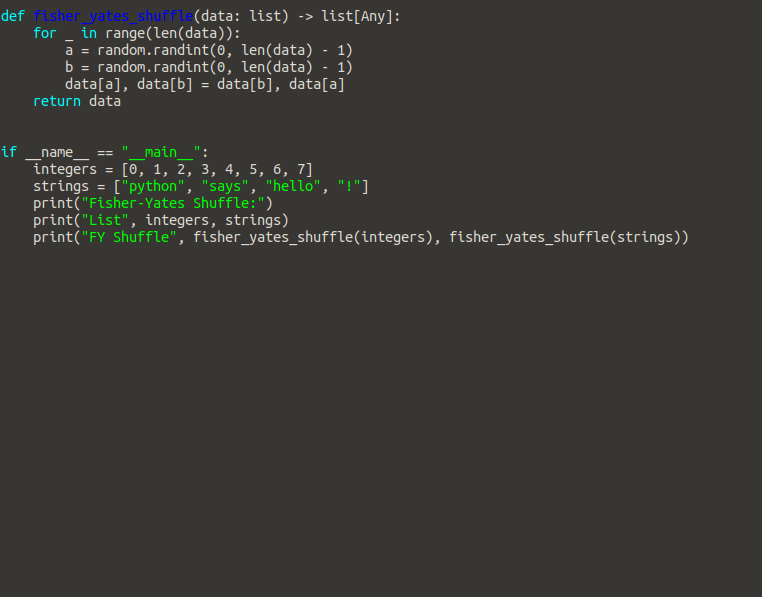 def fisher_yates_shuffle(data: list) -> list[Any]:
    for _ in range(len(data)):
        a = random.randint(0, len(data) - 1)
        b = random.randint(0, len(data) - 1)
        data[a], data[b] = data[b], data[a]
    return data
if __name__ == "__main__":
    integers = [0, 1, 2, 3, 4, 5, 6, 7]
    strings = ["python", "says", "hello", "!"]
    print("Fisher-Yates Shuffle:")
    print("List", integers, strings)
    print("FY Shuffle", fisher_yates_shuffle(integers), fisher_yates_shuffle(strings))